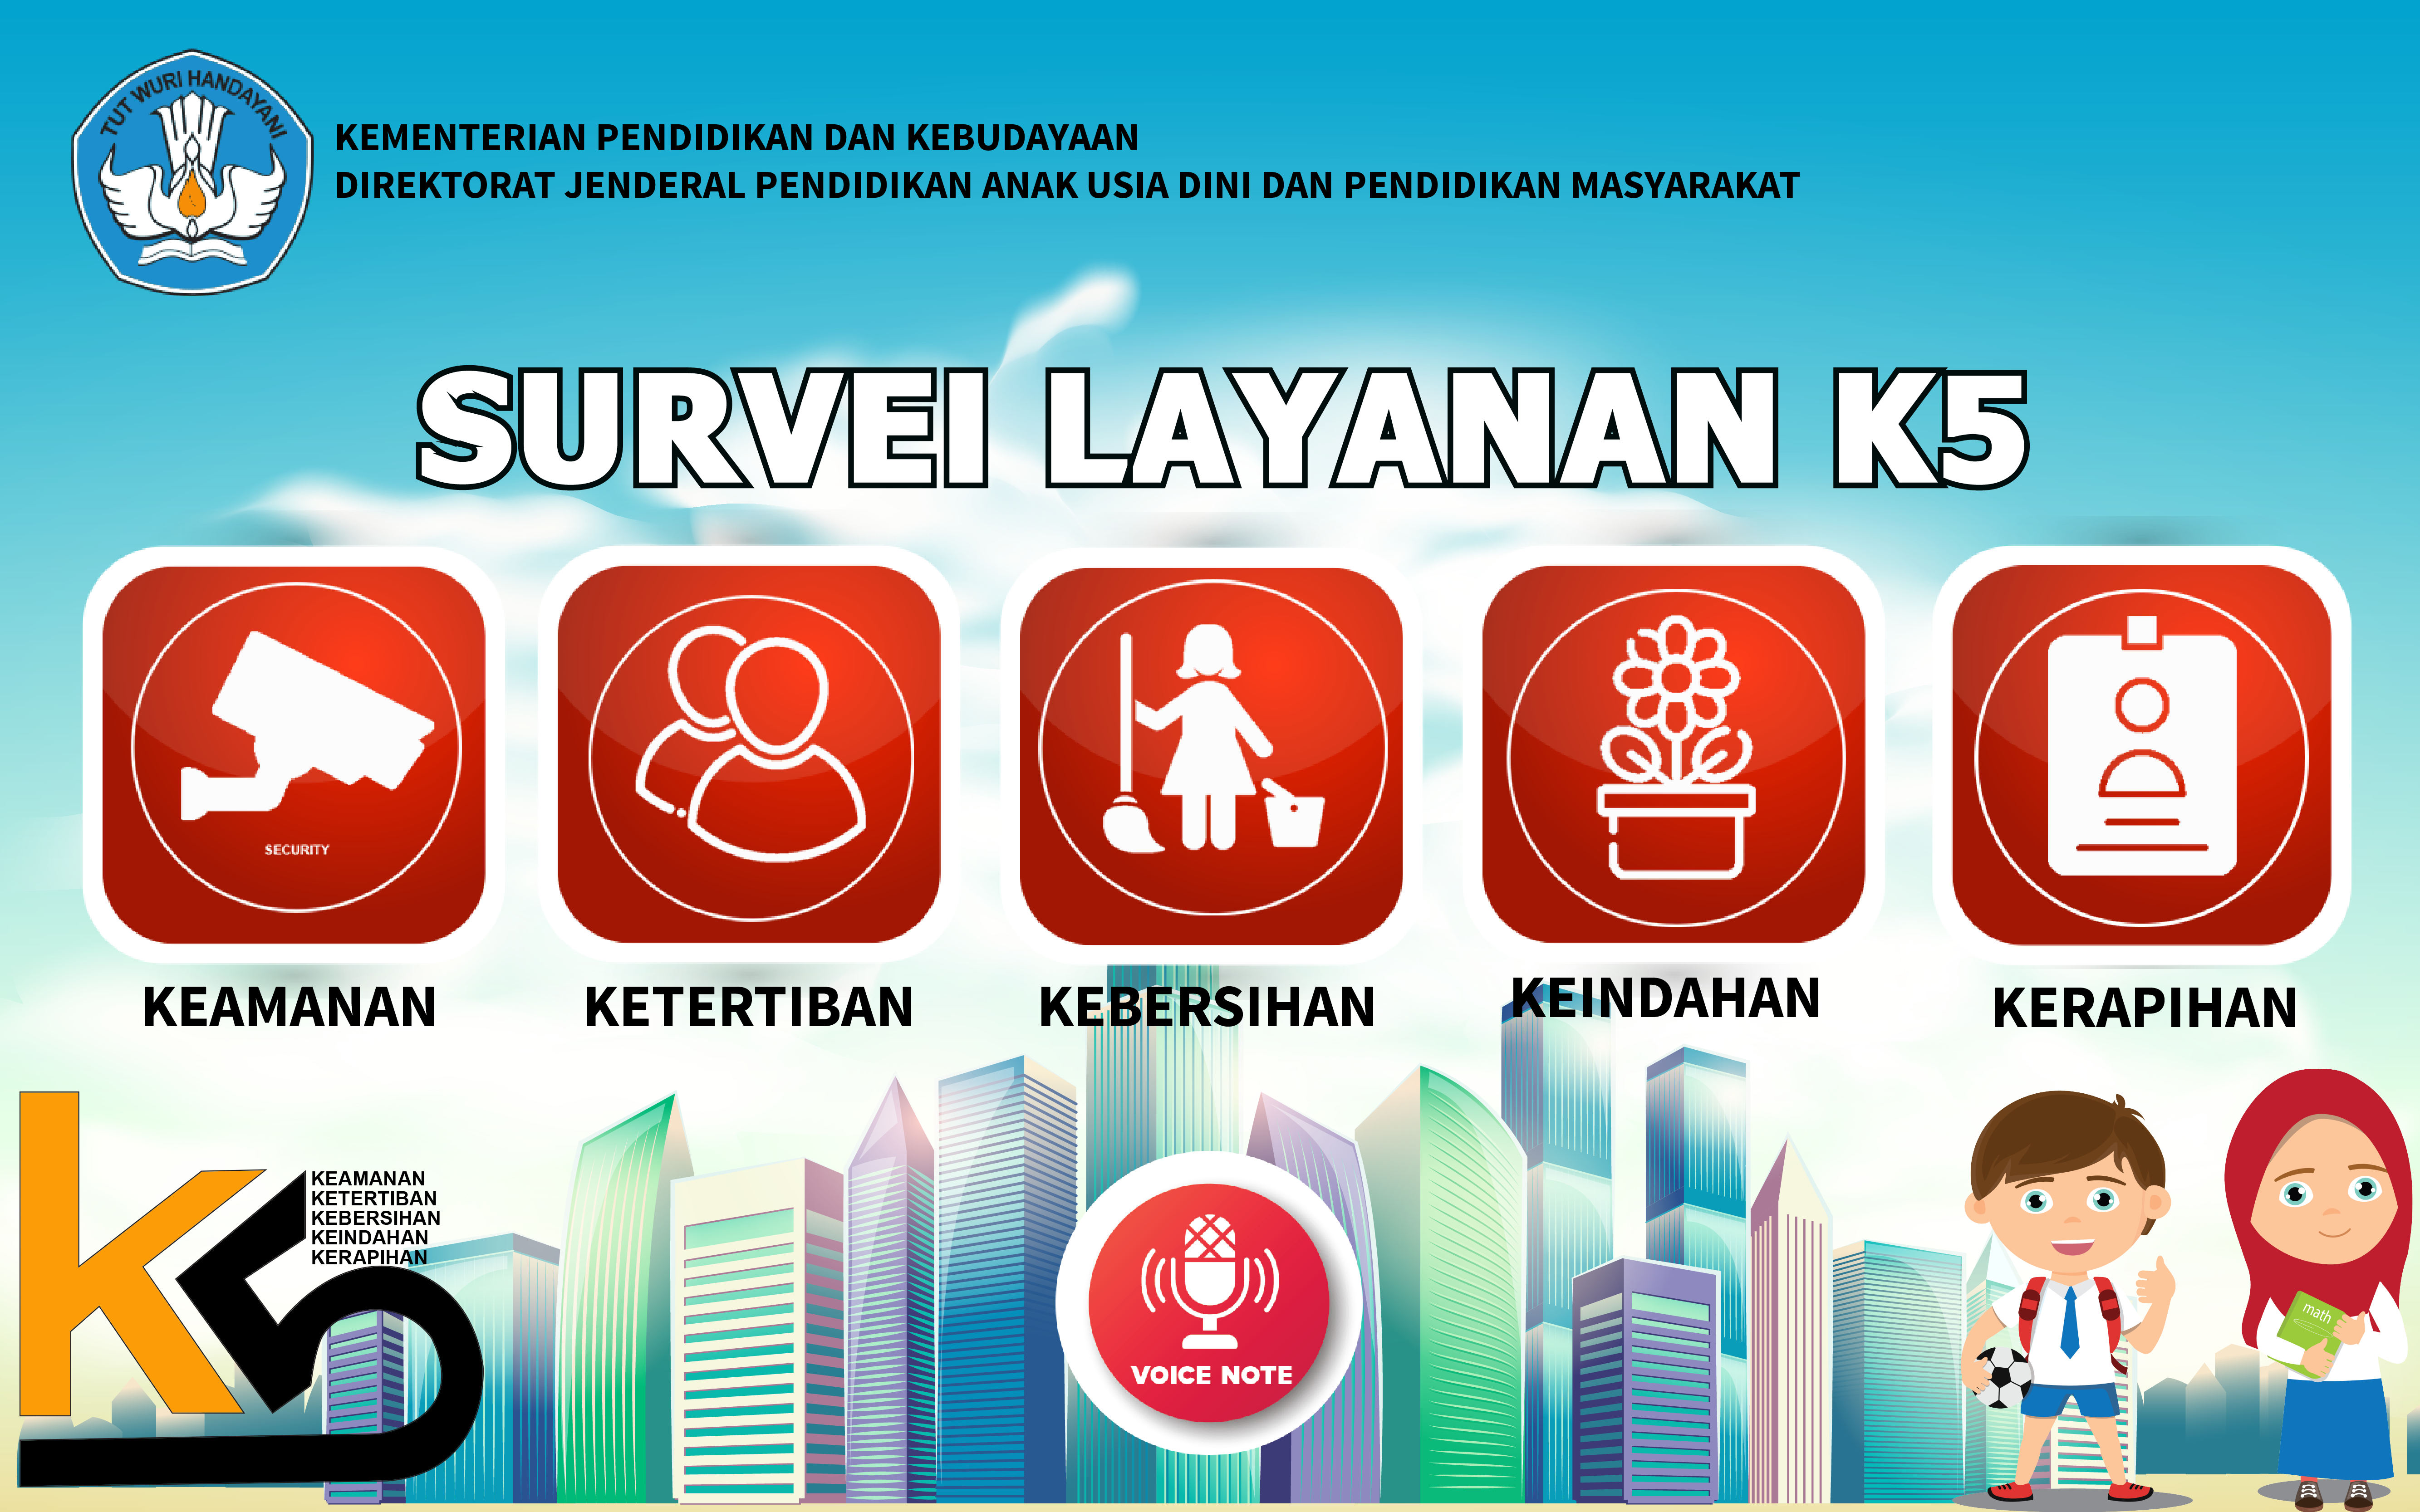 TUT WURI HANDAYANI
KEMENTERIAN PENDIDIKAN DAN KEBUDAYAAN
DIREKTORAT JENDERAL PENDIDIKAN ANAK USIA DINI DAN PENDIDIKAN MASYARAKAT
SURVEI LAYANAN K5
SECURITY
KEAMANAN
KETERTIBAN
KEBERSIHAN
KEINDAHAN
KERAPIHAN
K5
KEAMANAN
KETERTIBAN
KEBERSIHAN
KEINDAHAN
KERAPIHAN
VOICE NOTE
math